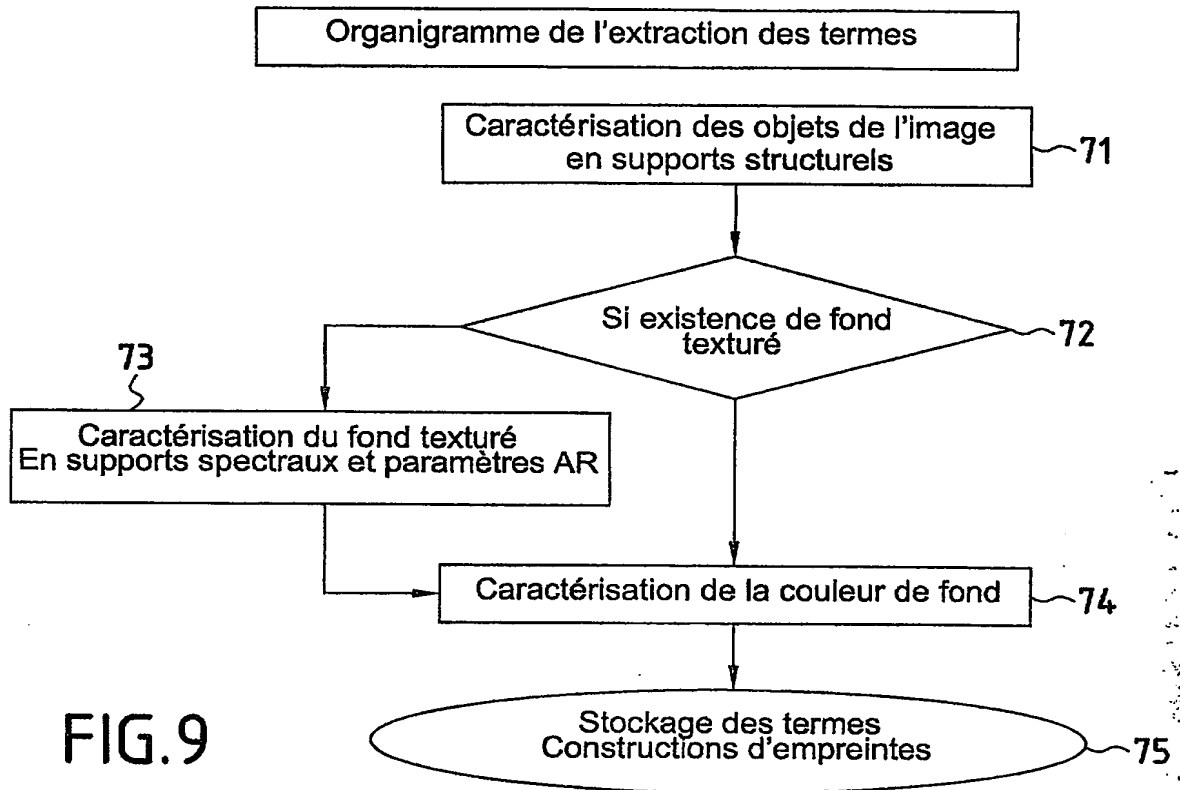 Organigramme de l'extraction des termes
Caractérisation des objets de l'image
en supports structurels
71
Si existence de fond
texturé
72
73
Caractérisation du fond texturé
En supports spectraux et paramètres AR
Caractérisation de la couleur de fond
74
Stockage des termes
Constructions d'empreintes
75
FIG.9